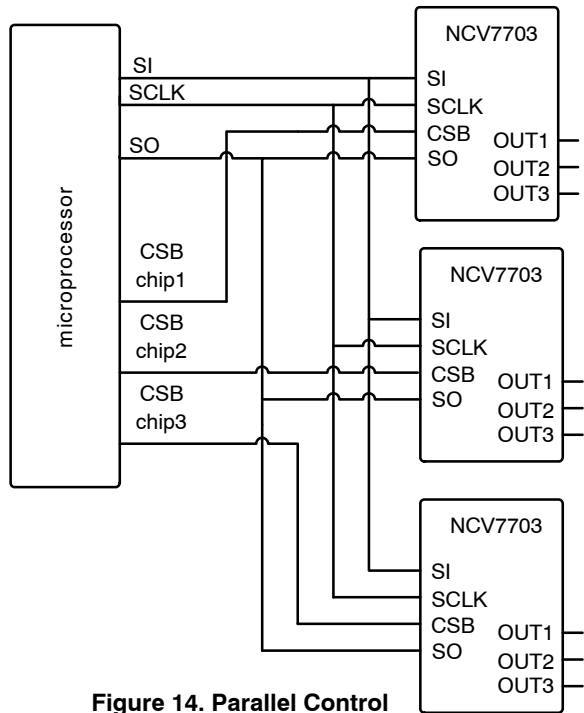 microprocessor
SI
SCLK
SO
CSB
chip1
CSB
chip2
CSB
chip3
NCV7703
SI
SCLK
CSB
SO
OUT1
OUT2
OUT3
NCV7703
SI
SCLK
CSB
SO
OUT1
OUT2
OUT3
NCV7703
SI
SCLK
CSB
SO
OUT1
OUT2
OUT3
Figure 14. Parallel Control